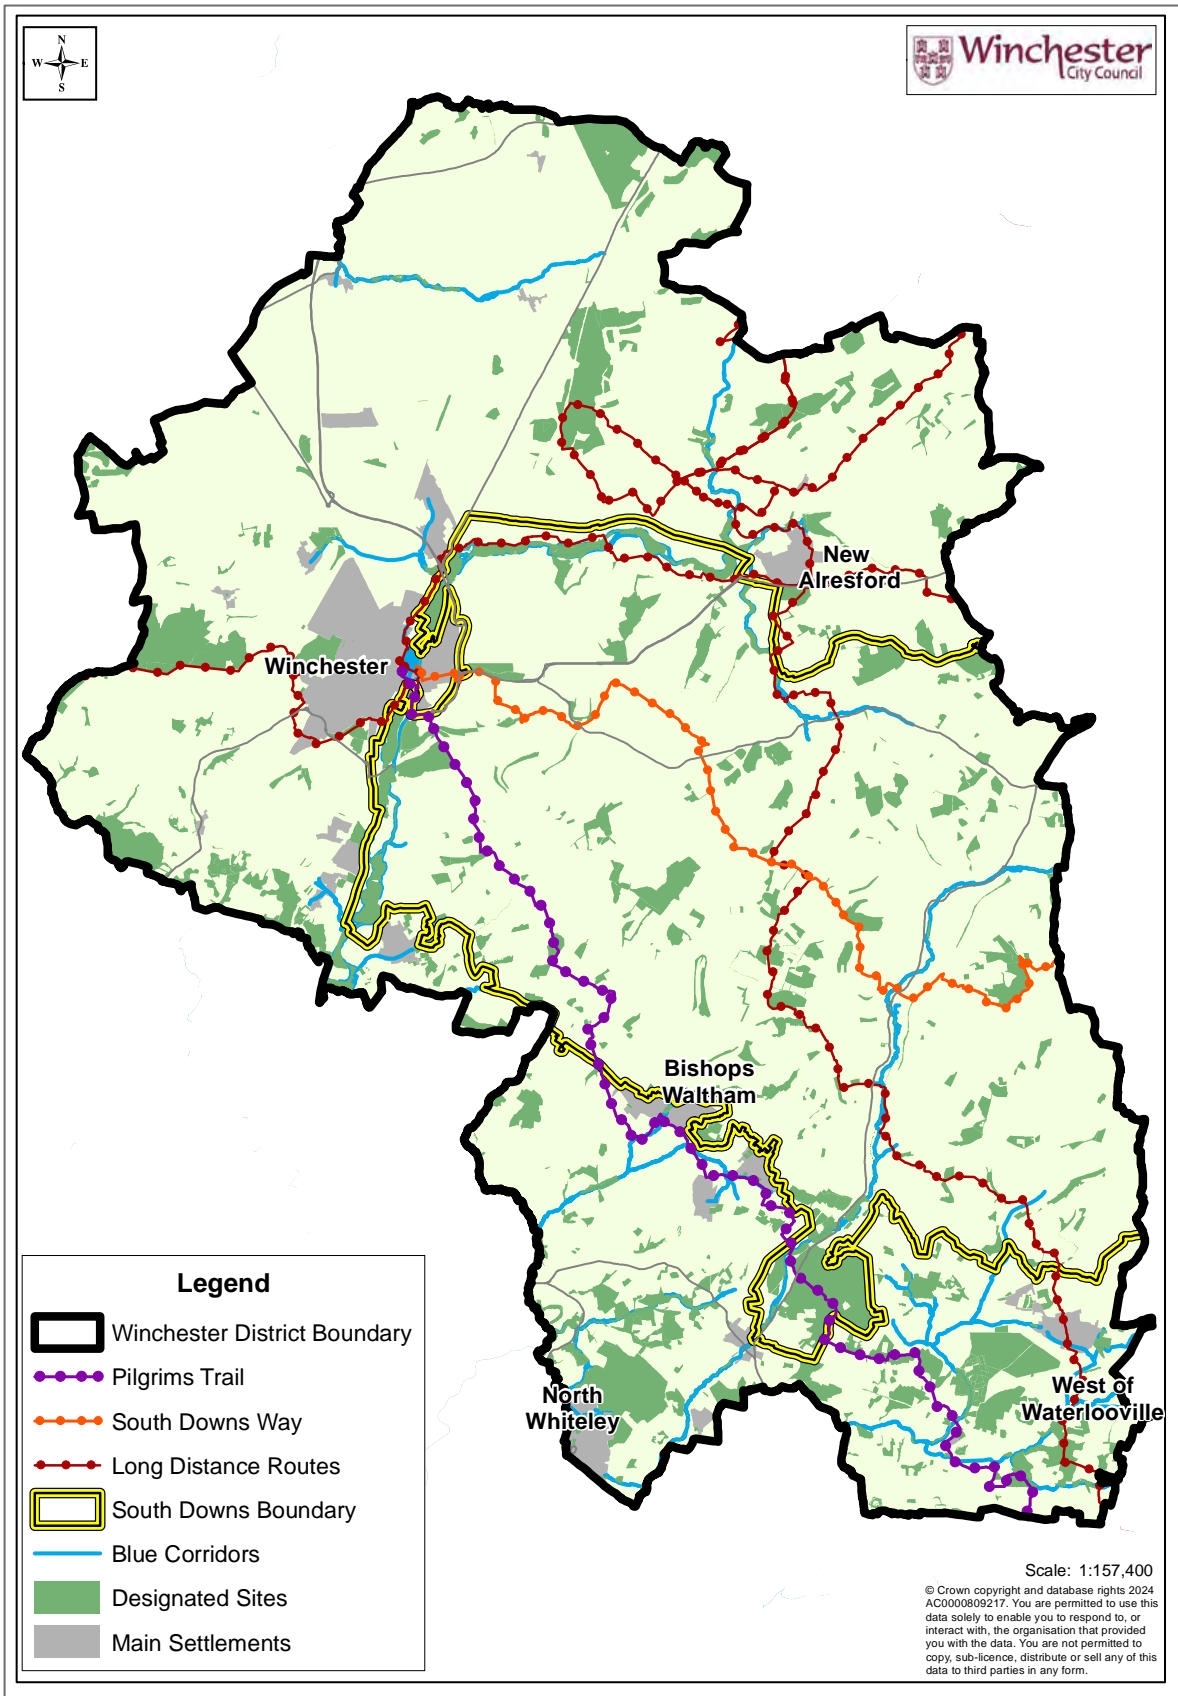 N
W E
S
Winchester
City Council
New
Alresford
Winchester
Bishops
Waltham
North
Whiteley
West of
Waterlooville
Legend
Winchester District Boundary
Pilgrims Trail
South Downs Way
Long Distance Routes
South Downs Boundary
Blue Corridors
Designated Sites
Main Settlements
Scale: 1:157,400
© Crown copyright and database rights 2024
AC0000809217. You are permitted to use this
data solely to enable you to respond to, or
interact with, the organisation that provided
you with the data. You are not permitted to
copy, sub-licence, distribute or sell any of this
data to third parties in any form.